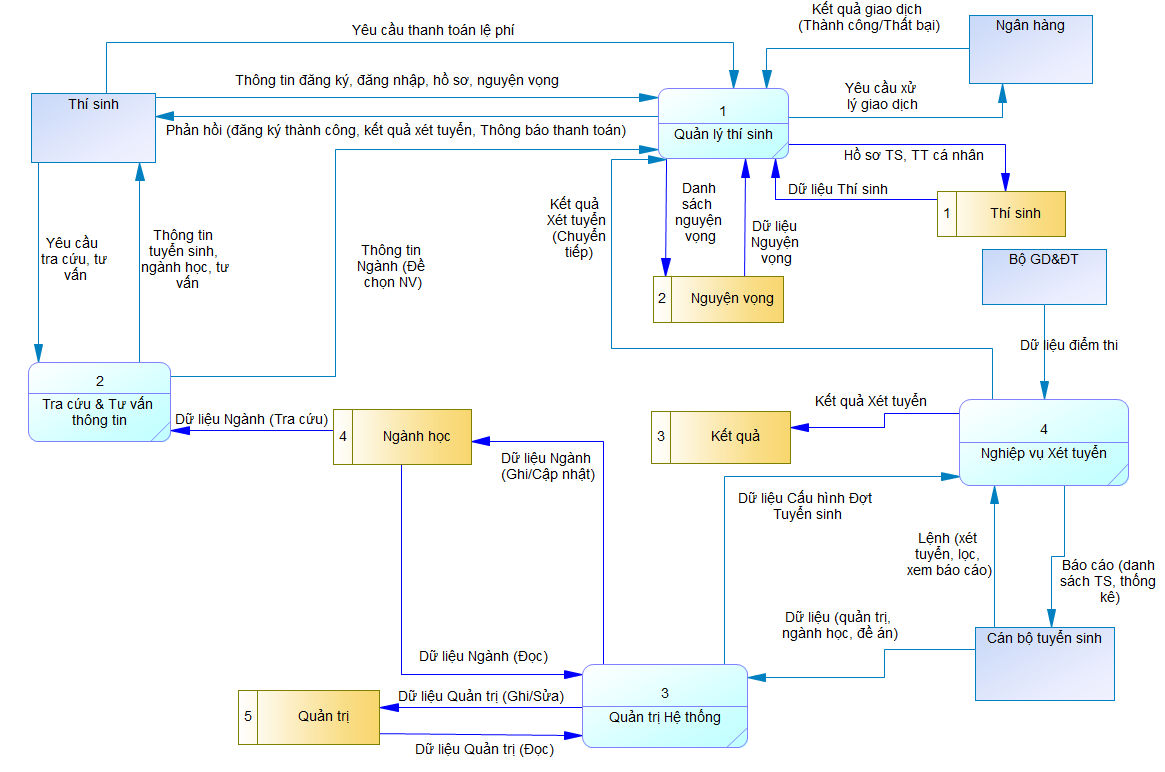 Kết quả giao dịch
(Thành công/Thất bại)
Ngân hàng
Yêu cầu thanh toán lệ phí
Thông tin đăng ký, đăng nhập, hồ sơ, nguyện vọng
Yêu cầu xử
lý giao dịch
Thí sinh
1
Quản lý thí sinh
Phản hồi (đăng ký thành công, kết quả xét tuyển, Thông báo thanh toán)
Hồ sơ TS, TT cá nhân
Dữ liệu Thí sinh
1
Thí sinh
Danh
sách
nguyện
vọng
Kết quả
Xét tuyển
(Chuyển
tiếp)
Dữ liệu
Nguyện
vọng
Yêu cầu
tra cứu, tư
vấn
Thông tin
tuyển sinh,
ngành học, tư
vấn
Thông tin
Ngành (Để
chọn NV)
Bộ GD&ĐT
2
Nguyện vọng
Dữ liệu điểm thi
2
Tra cứu & Tư vấn
thông tin
Dữ liệu Ngành (Tra cứu)
4
Ngành học
Kết quả Xét tuyển
3
Kết quả
4
Nghiệp vụ Xét tuyển
Dữ liệu Ngành
(Ghi/Cập nhật)
Dữ liệu Cấu hình Đợt
Tuyển sinh
Lệnh (xét
tuyển, lọc,
xem báo cáo)
Báo cáo (danh
sách TS, thống
kê)
Dữ liệu (quản trị,
ngành học, đề án)
Cán bộ tuyển sinh
Dữ liệu Ngành (Đọc)
3
Quản trị Hệ thống
Dữ liệu Quản trị (Ghi/Sửa)
5
Quản trị
Dữ liệu Quản trị (Đọc)